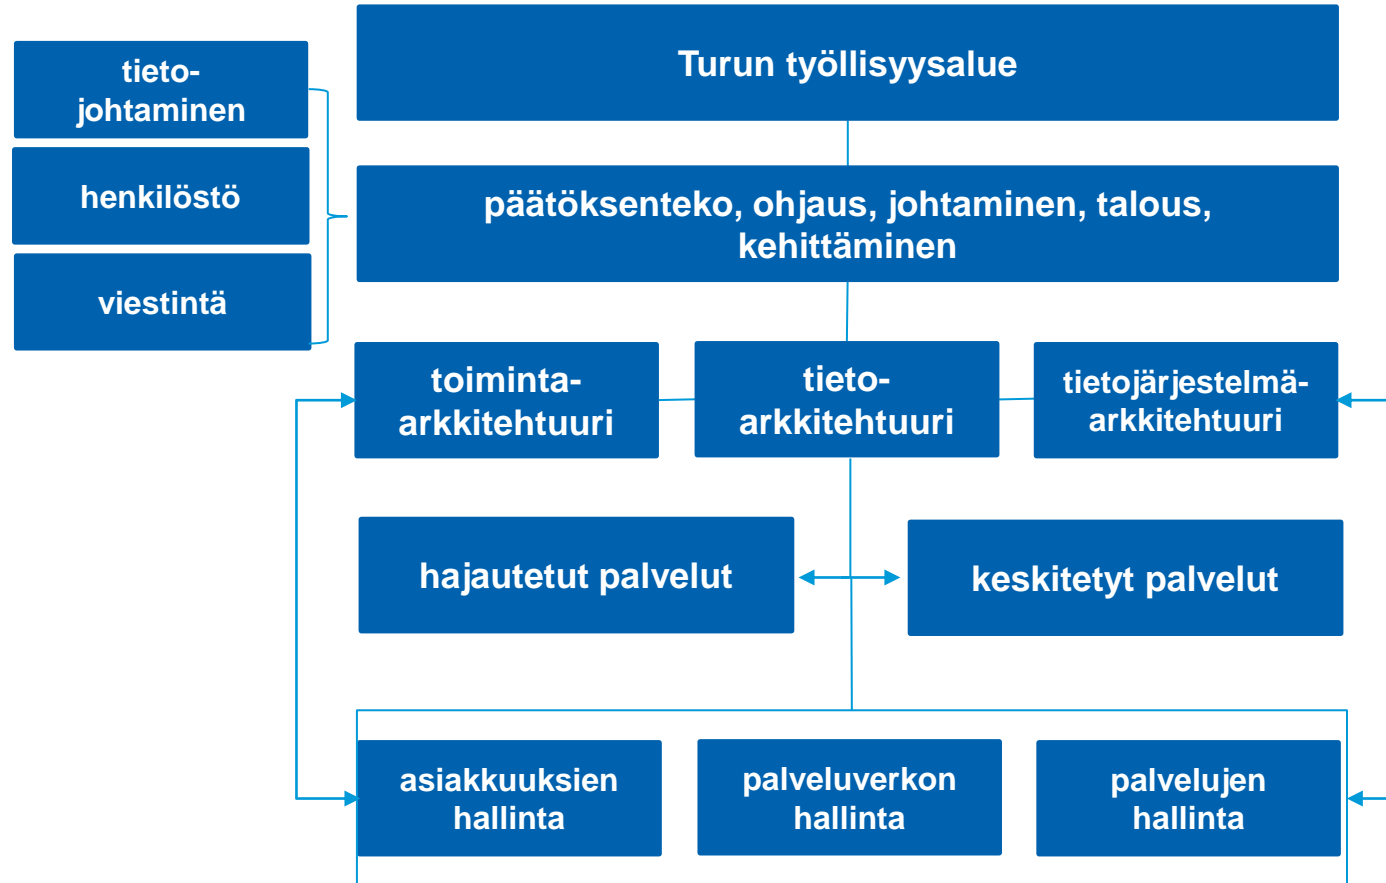 Turun työllisyysalue
tieto-
johtaminen
henkilöstö
viestintä
päätöksenteko, ohjaus, johtaminen, talous,
kehittäminen
toiminta-
arkkitehtuuri
tieto-
arkkitehtuuri
tietojärjestelmä-
arkkitehtuuri
hajautetut palvelut
keskitetyt palvelut
asiakkuuksien
hallinta
palveluverkon
hallinta
palvelujen
hallinta